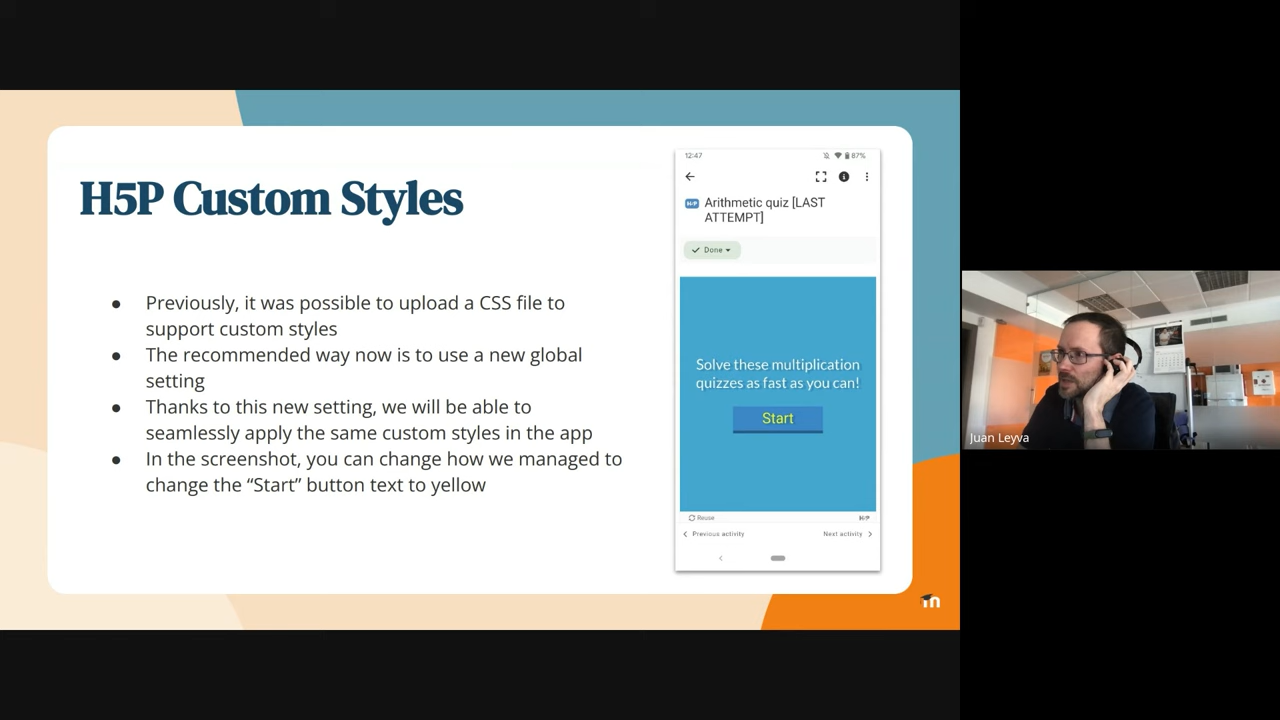 H5P Custom Styles
● Previously, it was possible to upload a CSS file to
support custom styles
● The recommended way now is to use a new global
setting
● Thanks to this new setting, we will be able to
seamlessly apply the same custom styles in the app
● In the screenshot, you can change how we managed to
change the “Start” button text to yellow
12:47
87%
H-P Arithmetic quiz [LAST
ATTEMPT]
Done
Solve these multiplication
quizzes as fast as you can!
Start
Reuse
H-P
Previous activity
Next activity
m
Juan Leyva